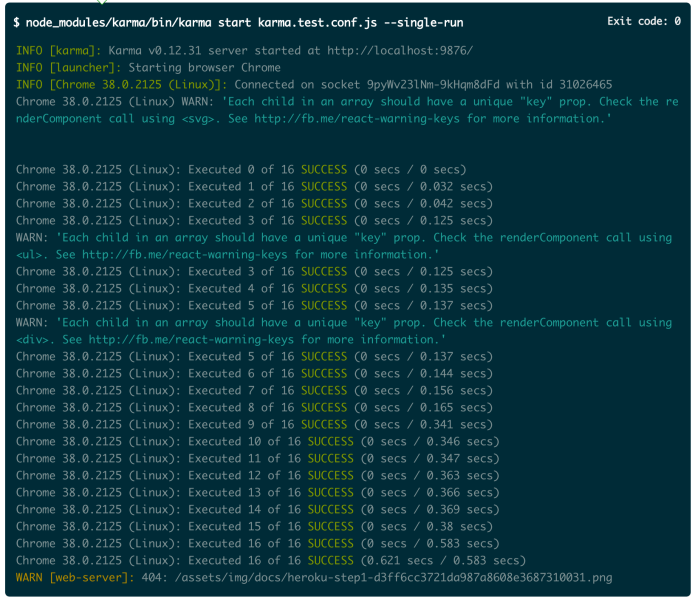 $ node_modules/karma/bin/karma start karma.test.conf.js --single-run Exit code: 0
INFO [karma]: Karma v0.12.31 server started at http://localhost:9876/
INFO [launcher]: Starting browser Chrome
INFO [Chrome 38.0.2125 (Linux)]: Connected on socket 9pyWv23lNm-9kHqm8dFd with id 31026465
Chrome 38.0.2125 (Linux) WARN: 'Each child in an array should have a unique "key" prop. Check the re
nderComponent call using <svg>. See http://fb.me/react-warning-keys for more information.'
Chrome 38.0.2125 (Linux): Executed 0 of 16 SUCCESS (0 secs / 0 secs)
Chrome 38.0.2125 (Linux): Executed 1 of 16 SUCCESS (0 secs / 0.032 secs)
Chrome 38.0.2125 (Linux): Executed 2 of 16 SUCCESS (0 secs / 0.042 secs)
Chrome 38.0.2125 (Linux): Executed 3 of 16 SUCCESS (0 secs / 0.125 secs)
WARN: 'Each child in an array should have a unique "key" prop. Check the renderComponent call using
<ul>. See http://fb.me/react-warning-keys for more information.'
Chrome 38.0.2125 (Linux): Executed 3 of 16 SUCCESS (0 secs / 0.125 secs)
Chrome 38.0.2125 (Linux): Executed 4 of 16 SUCCESS (0 secs / 0.135 secs)
Chrome 38.0.2125 (Linux): Executed 5 of 16 SUCCESS (0 secs / 0.137 secs)
WARN: 'Each child in an array should have a unique "key" prop. Check the renderComponent call using
<div>. See http://fb.me/react-warning-keys for more information.'
Chrome 38.0.2125 (Linux): Executed 5 of 16 SUCCESS (0 secs / 0.137 secs)
Chrome 38.0.2125 (Linux): Executed 6 of 16 SUCCESS (0 secs / 0.144 secs)
Chrome 38.0.2125 (Linux): Executed 7 of 16 SUCCESS (0 secs / 0.156 secs)
Chrome 38.0.2125 (Linux): Executed 8 of 16 SUCCESS (0 secs / 0.165 secs)
Chrome 38.0.2125 (Linux): Executed 9 of 16 SUCCESS (0 secs / 0.341 secs)
Chrome 38.0.2125 (Linux): Executed 10 of 16 SUCCESS (0 secs / 0.346 secs)
Chrome 38.0.2125 (Linux): Executed 11 of 16 SUCCESS (0 secs / 0.347 secs)
Chrome 38.0.2125 (Linux): Executed 12 of 16 SUCCESS (0 secs / 0.363 secs)
Chrome 38.0.2125 (Linux): Executed 13 of 16 SUCCESS (0 secs / 0.366 secs)
Chrome 38.0.2125 (Linux): Executed 14 of 16 SUCCESS (0 secs / 0.369 secs)
Chrome 38.0.2125 (Linux): Executed 15 of 16 SUCCESS (0 secs / 0.38 secs)
Chrome 38.0.2125 (Linux): Executed 16 of 16 SUCCESS (0 secs / 0.583 secs)
Chrome 38.0.2125 (Linux): Executed 16 of 16 SUCCESS (0.621 secs / 0.583 secs)
WARN [web-server]: 404: /assets/img/docs/heroku-step1-d3ff6cc3721da987a8608e3687310031.png